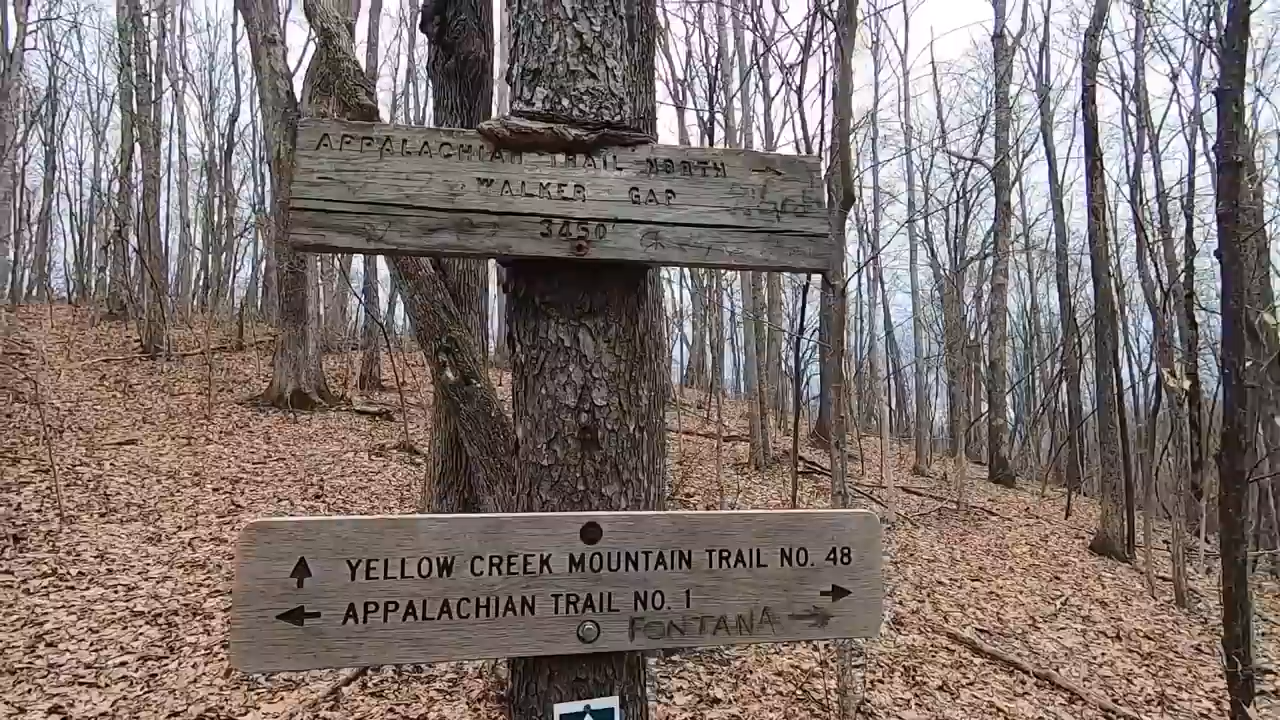 APPALACHIAN TRAIL NORTH →
WALKER GAP
3450'
↑ YELLOW CREEK MOUNTAIN TRAIL NO. 48
← APPALACHIAN TRAIL NO. 1 →
FONTANA →